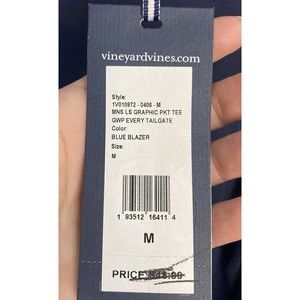 vineyardvines.com
Style:
1V010972 - 0406 - M
MNS LS GRAPHIC PKT TEE
GWP EVERY TAILGATE
Color:
BLUE BLAZER
Size:
M
1 93512 16411 4
M
PRICE